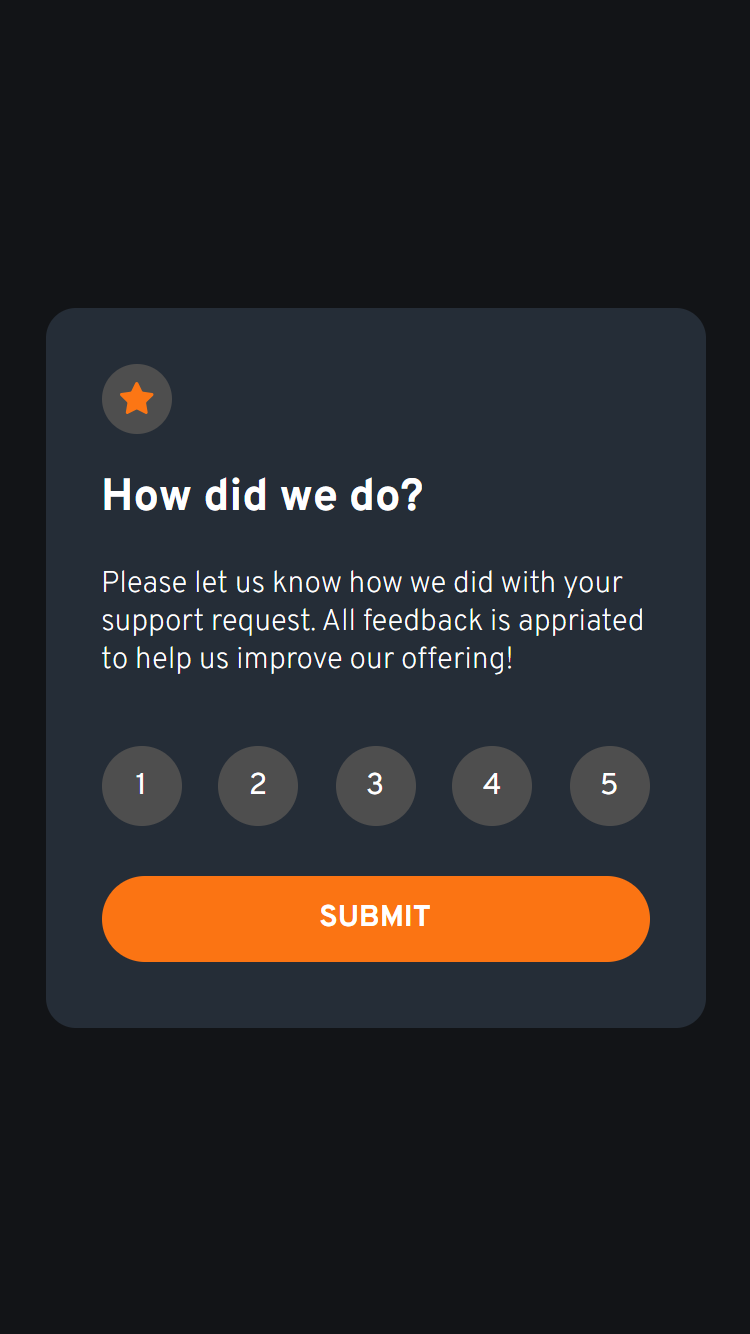 How did we do?
Please let us know how we did with your
support request. All feedback is appriated
to help us improve our offering!
1 2 3 4 5
SUBMIT